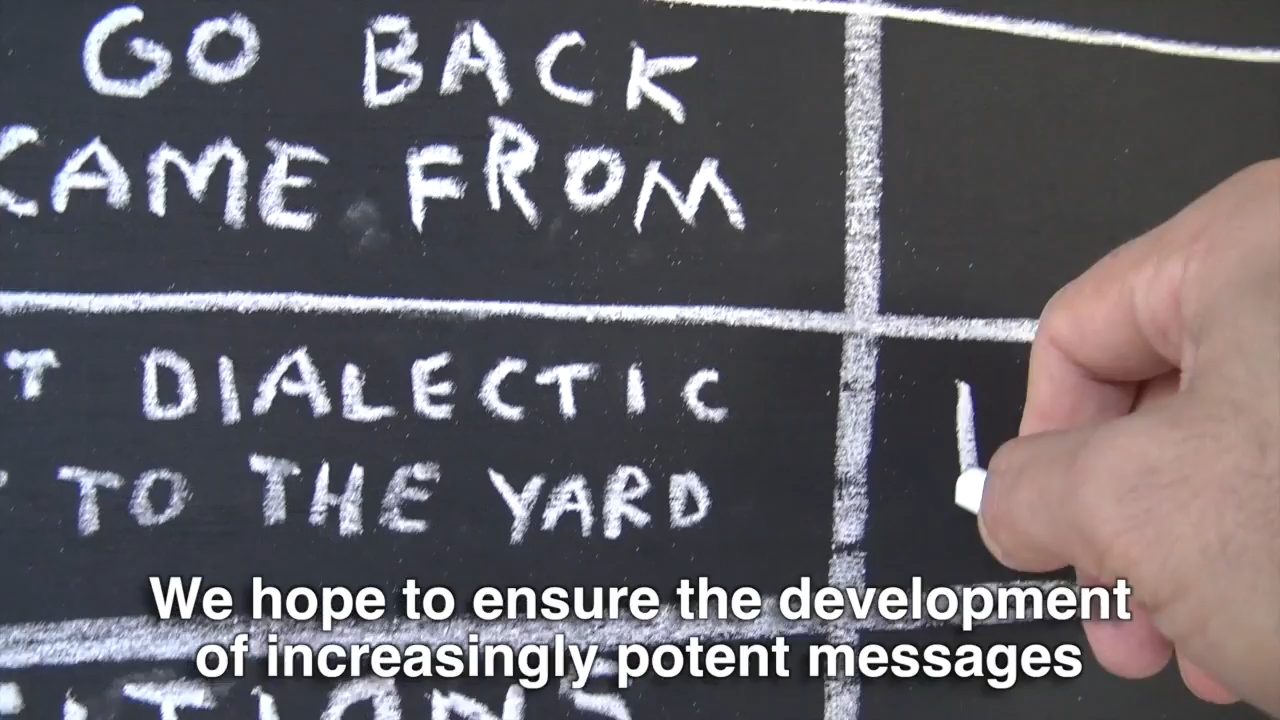 GO BACK
CAME FROM
T DIALECTIC
TO THE YARD
We hope to ensure the development
of increasingly potent messages